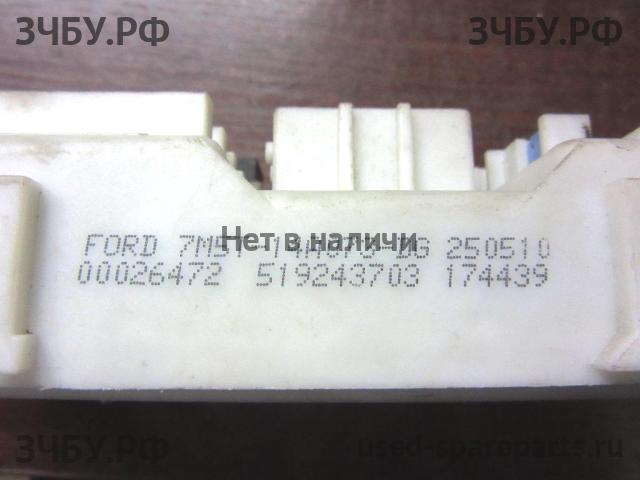 ЗЧБУ.РФ ЗЧБУ.РФ
Нет в наличи
FORD 250510
00026472 519243703 174439
ЗЧБУ.РФ used-spareparts.ru